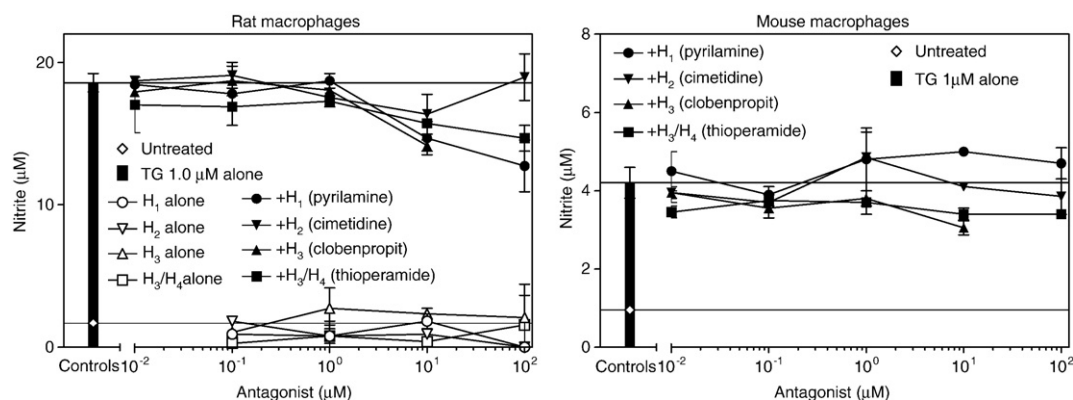 Rat macrophages
Nitrite (μM)
20
10
0
Untreated
TG 1.0 μM alone
H₁ alone
H₂ alone
H₃ alone
H₃/H₄alone
+H₁ (pyrilamine)
+H₂ (cimetidine)
+H₃ (clobenpropit)
+H₃/H₄ (thioperamide)
Controls 10⁻² 10⁻¹ 10⁰ 10¹ 10²
Antagonist (μM)
Mouse macrophages
Nitrite (μM)
8
6
4
2
0
+H₁ (pyrilamine)
+H₂ (cimetidine)
+H₃ (clobenpropit)
+H₃/H₄ (thioperamide)
Untreated
TG 1μM alone
Controls 10⁻² 10⁻¹ 10⁰ 10¹ 10²
Antagonist (μM)